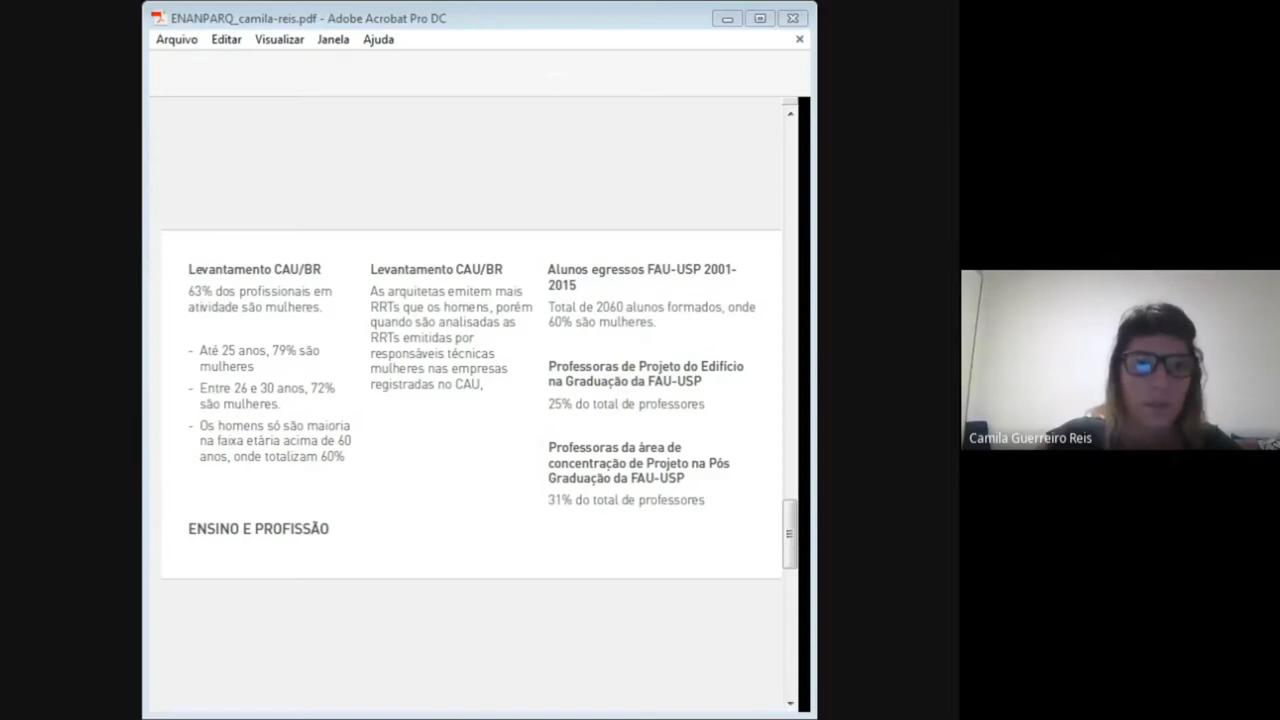 ENANPARQ_camila-reis.pdf - Adobe Acrobat Pro DC
Arquivo Editar Visualizar Janela Ajuda
Levantamento CAU/BR
63% dos profissionais em
atividade são mulheres.
- Até 25 anos, 79% são
mulheres
- Entre 26 e 30 anos, 72%
são mulheres.
- Os homens só são maioria
na faixa etária acima de 60
anos, onde totalizam 60%
ENSINO E PROFISSÃO
Levantamento CAU/BR
As arquitetas emitem mais
RRTs que os homens, porém
quando são analisadas as
RRTs emitidas por
responsáveis técnicas
mulheres nas empresas
registradas no CAU,
Alunos egressos FAU-USP 2001-
2015
Total de 2060 alunos formados, onde
60% são mulheres.
Professoras de Projeto do Edifício
na Graduação da FAU-USP
25% do total de professores
Professoras da área de
concentração de Projeto na Pós
Graduação da FAU-USP
31% do total de professores
Camila Guerreiro Reis